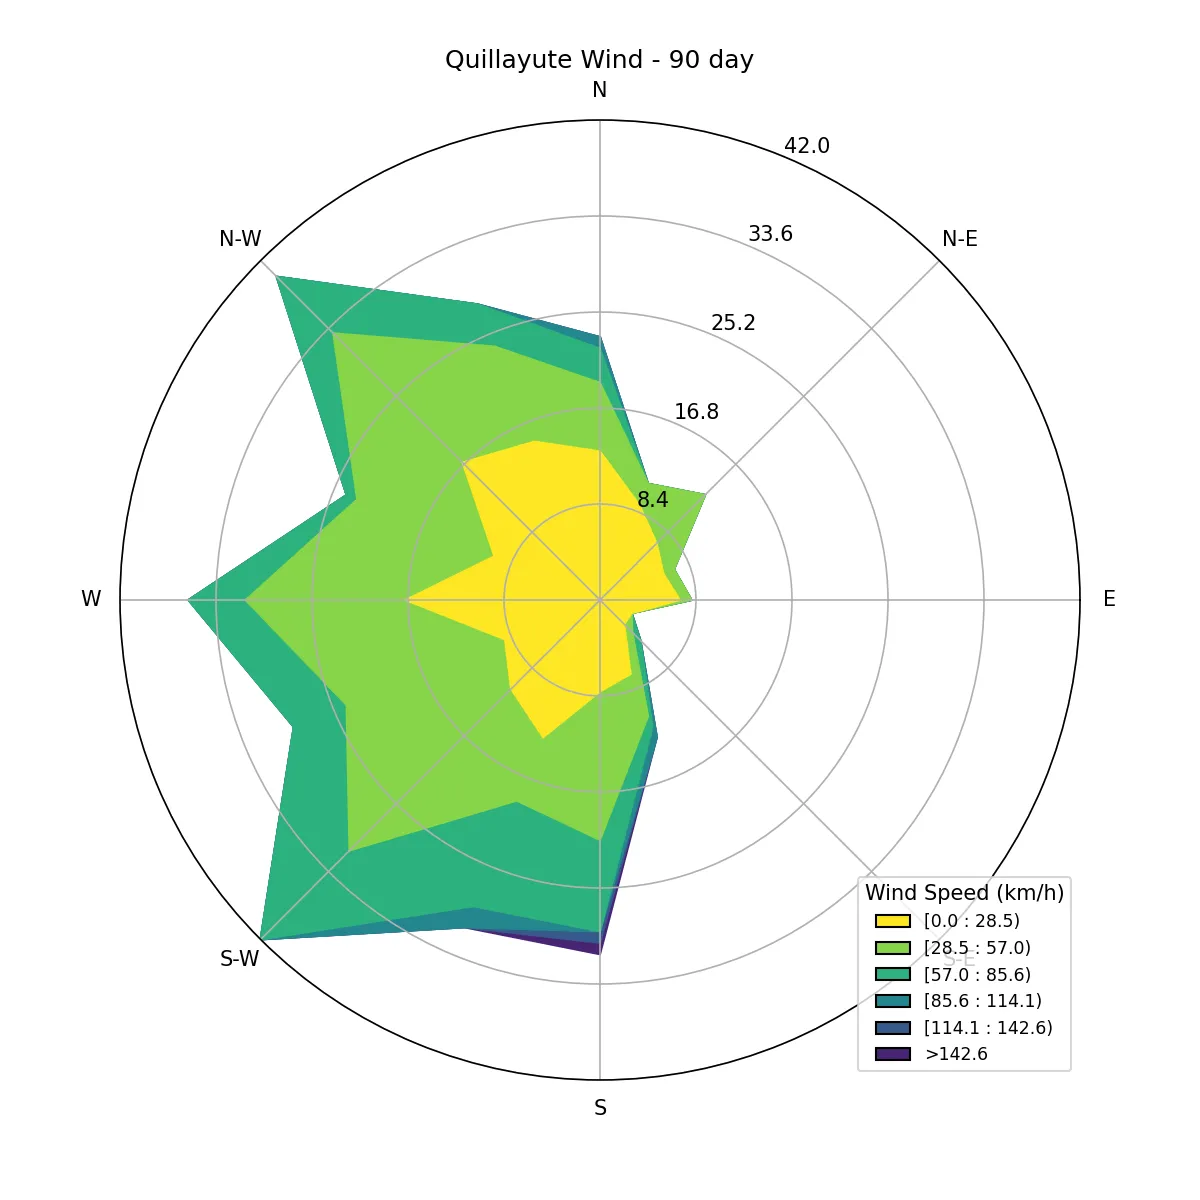 Quillayute Wind - 90 day
N
42.0
N-W
33.6
N-E
25.2
16.8
8.4
W
E
S-W
S-E
Wind Speed (km/h)
[0.0 : 28.5)
[28.5 : 57.0)
[57.0 : 85.6)
[85.6 : 114.1)
[114.1 : 142.6)
>142.6
S